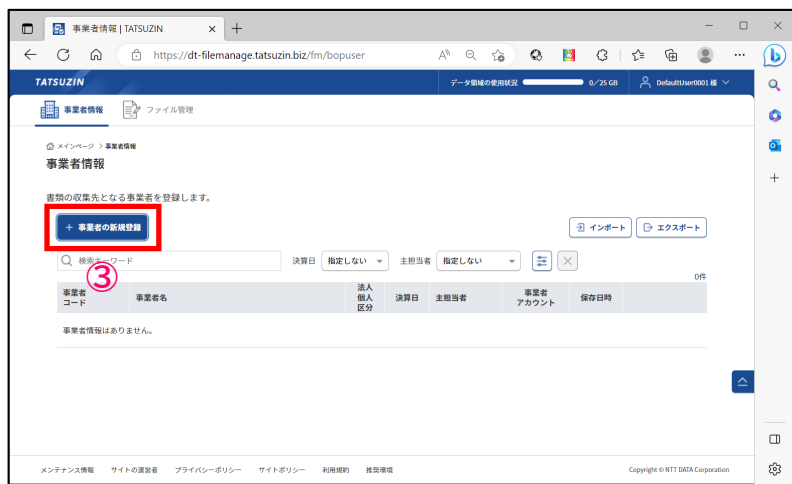 事業者情報 | TATSUZIN
https://dt-filemanage.tatsuzin.biz/fm/bopuser
TATSUZIN
データ領域の使用状況 0／25 GB DefaultUser0001 様
事業者情報 ファイル管理
メインページ 事業者情報
事業者情報
書類の収集先となる事業者を登録します。
＋ 事業者の新規登録 インポート エクスポート
検索キーワード 決算日 指定しない 主担当者 指定しない
③
0件
事業者コード 事業者名 法人個人区分 決算日 主担当者 事業者アカウント 保存日時
事業者情報はありません。
メンテナンス情報 サイトの運営者 プライバシーポリシー サイトポリシー 利用規約 推奨環境 Copyright © NTT DATA Corporation